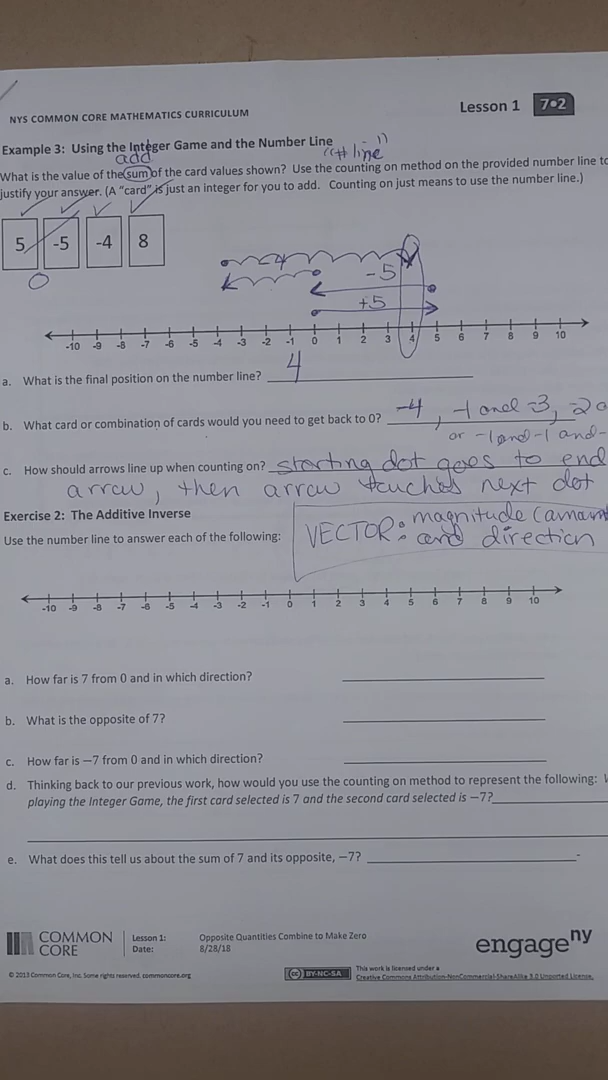 NYS COMMON CORE MATHEMATICS CURRICULUM
Lesson 1
7•2
Example 3: Using the Integer Game and the Number Line
add
"# line"
What is the value of the sum of the card values shown? Use the counting on method on the provided number line to
justify your answer. (A "card" is just an integer for you to add. Counting on just means to use the number line.)
5 -5 -4 8
0
-4
-5
+5
-10 -9 -8 -7 -6 -5 -4 -3 -2 -1 0 1 2 3 4 5 6 7 8 9 10
a. What is the final position on the number line? 4
b. What card or combination of cards would you need to get back to 0? -4, -1 and -3, -2
or -1 and -1 and -
c. How should arrows line up when counting on? starting dot goes to end
arrow, then arrow touches next dot
Exercise 2: The Additive Inverse
VECTOR: magnitude (amount
and direction
Use the number line to answer each of the following:
-10 -9 -8 -7 -6 -5 -4 -3 -2 -1 0 1 2 3 4 5 6 7 8 9 10
a. How far is 7 from 0 and in which direction?
b. What is the opposite of 7?
c. How far is −7 from 0 and in which direction?
d. Thinking back to our previous work, how would you use the counting on method to represent the following:
playing the Integer Game, the first card selected is 7 and the second card selected is −7?
e. What does this tell us about the sum of 7 and its opposite, −7?
COMMON CORE
Lesson 1: Opposite Quantities Combine to Make Zero
Date: 8/28/18
engage ny
© 2013 Common Core, Inc. Some rights reserved. commoncore.org
CC BY-NC-SA
This work is licensed under a
Creative Commons Attribution-NonCommercial-ShareAlike 3.0 Unported License.